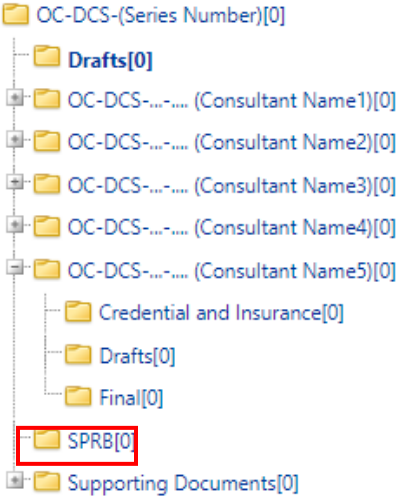 OC-DCS-(Series Number)[0]
Drafts[0]
OC-DCS-...-.... (Consultant Name1)[0]
OC-DCS-...-.... (Consultant Name2)[0]
OC-DCS-...-.... (Consultant Name3)[0]
OC-DCS-...-.... (Consultant Name4)[0]
OC-DCS-...-.... (Consultant Name5)[0]
Credential and Insurance[0]
Drafts[0]
Final[0]
SPRB[0]
Supporting Documents[0]